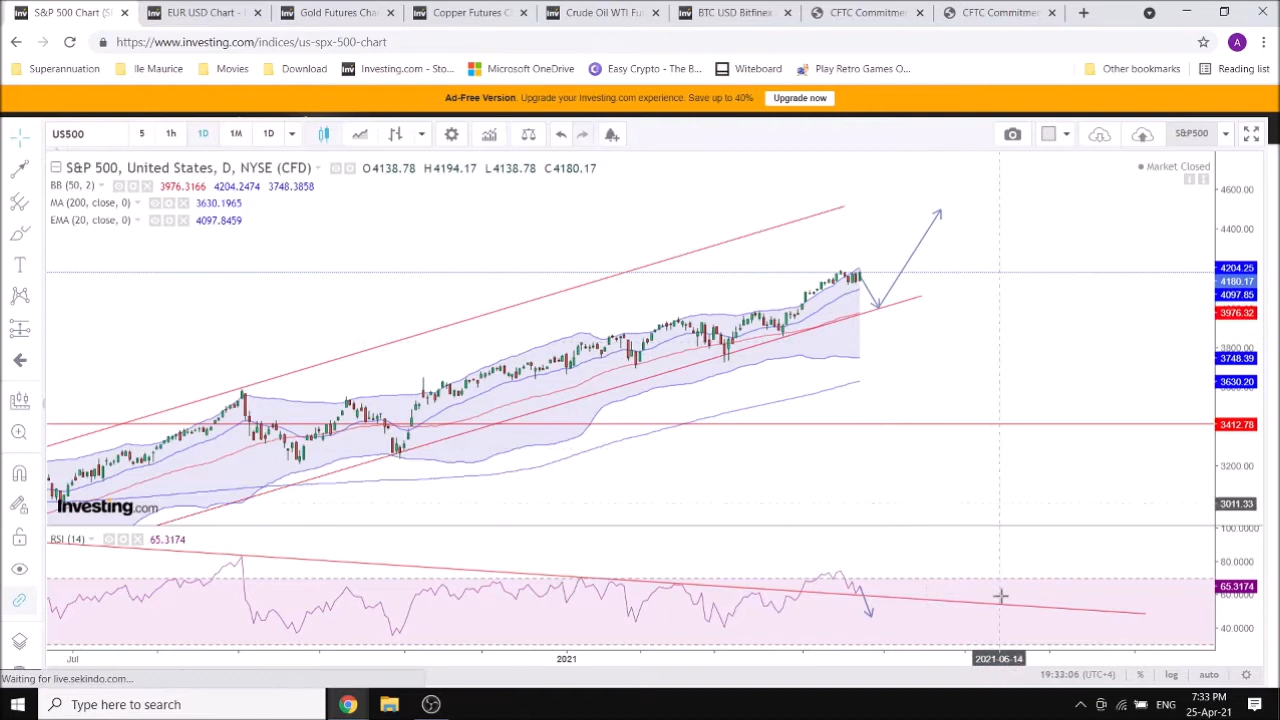 S&P 500 Chart (S
EUR USD Chart -
Gold Futures Cha
Copper Futures C
Crude Oil WTI Fu
BTC USD Bitfinex
CFTC Commitme
CFTC Commitme
https://www.investing.com/indices/us-spx-500-chart
A
Superannuation
Ile Maurice
Movies
Download
Investing.com - Sto...
Microsoft OneDrive
Easy Crypto - The B...
Witeboard
Play Retro Games O...
Other bookmarks
Reading list
Ad-Free Version. Upgrade your Investing.com experience. Save up to 40%
Upgrade now
US500
5
1h
1D
1M
1D
S&P500
S&P 500, United States, D, NYSE (CFD)
O4138.78 H4194.17 L4138.78 C4180.17
Market Closed
BB (50, 2)
3976.3166 4204.2474 3748.3858
MA (200, close, 0)
3630.1965
EMA (20, close, 0)
4097.8459
4600.00
4400.00
4204.25
4180.17
4097.85
3976.32
3800.00
3748.39
3630.20
3412.78
3200.00
3011.33
Investing.com
RSI (14)
65.3174
100.0000
80.0000
65.3174
60.0000
40.0000
Jul
2021
2021-06-14
Waiting for live.sekindo.com...
19:33:06 (UTC+4)
%
log
auto
Type here to search
ENG
7:33 PM
25-Apr-21